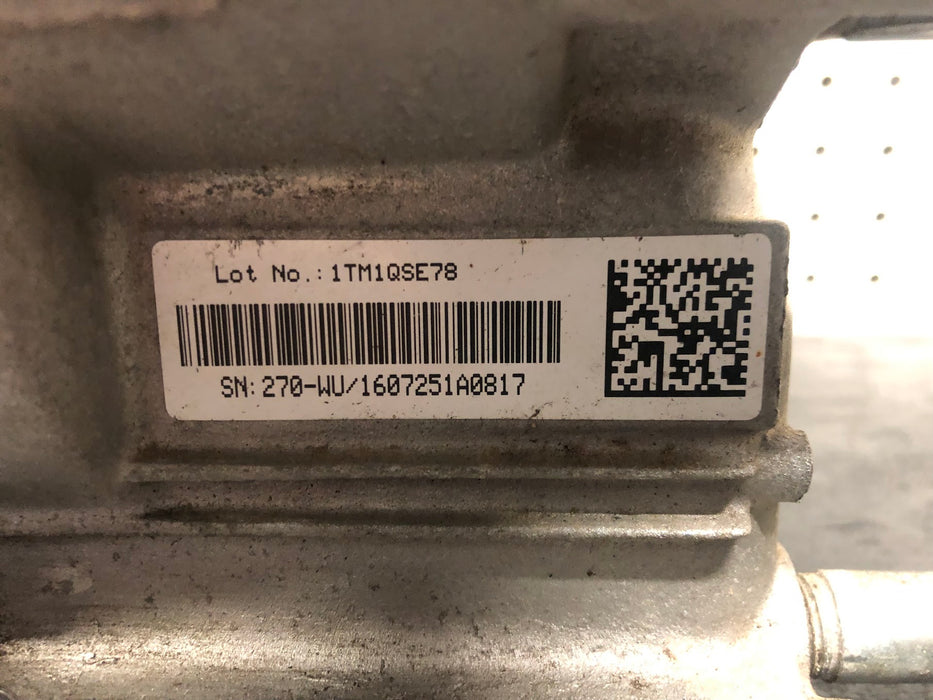 Lot No.: 1TM1QSE78
SN: 270-WU/1607251A0817